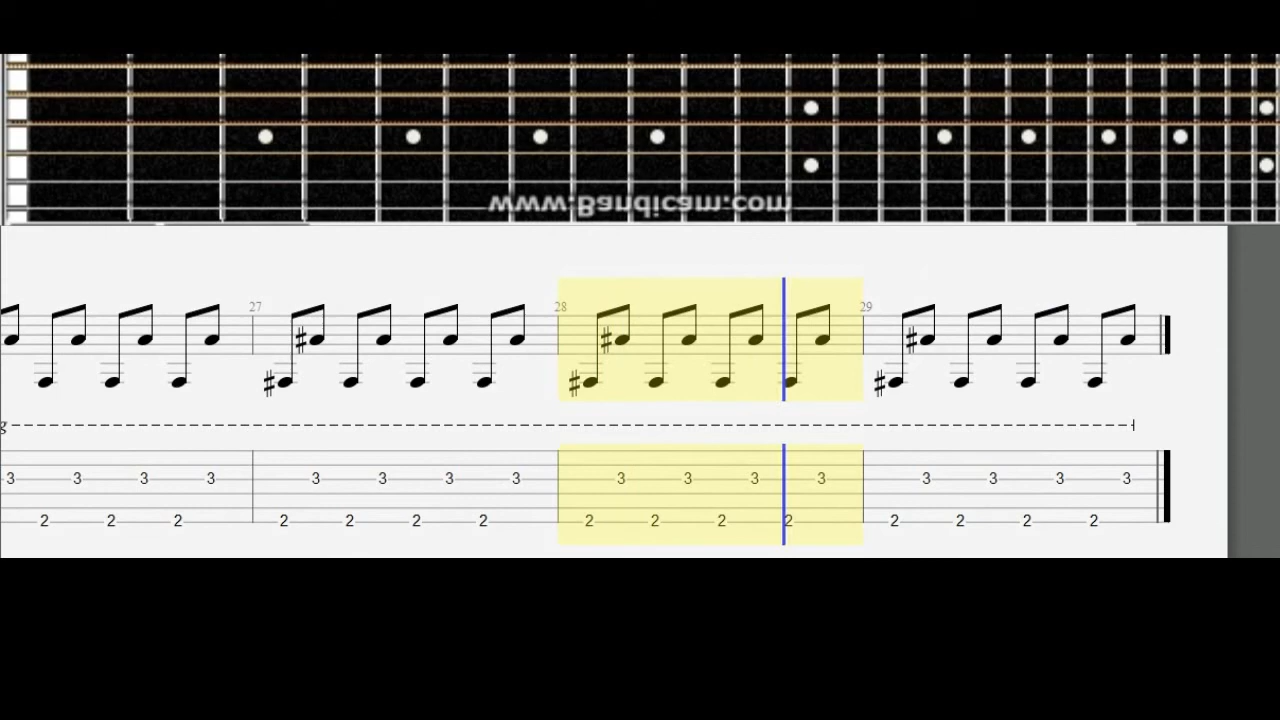 www.Bandicam.com
27 28 29
g
3 3 3 3 3 3 3 3 3 3 3 3 3 3 3 3
2 2 2 2 2 2 2 2 2 2 2 2 2 2 2